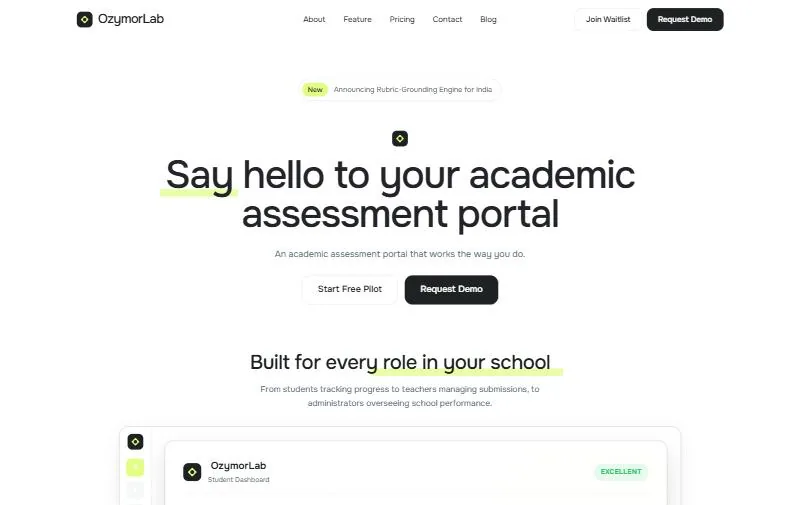 OzymorLab
About
Feature
Pricing
Contact
Blog
Join Waitlist
Request Demo
New
Announcing Rubric-Grounding Engine for India
Say hello to your academic
assessment portal
An academic assessment portal that works the way you do.
Start Free Pilot
Request Demo
Built for every role in your school
From students tracking progress to teachers managing submissions, to
administrators overseeing school performance.
OzymorLab
Student Dashboard
EXCELLENT